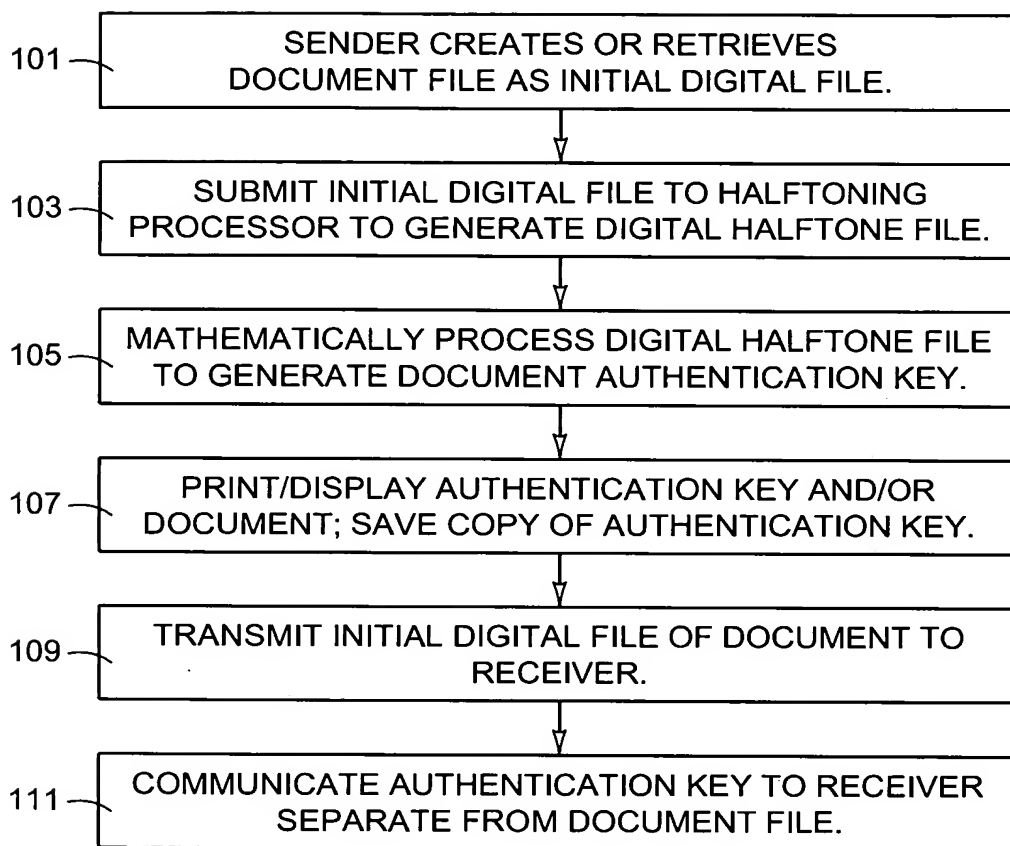 101
SENDER CREATES OR RETRIEVES
DOCUMENT FILE AS INITIAL DIGITAL FILE.
103
SUBMIT INITIAL DIGITAL FILE TO HALFTONING
PROCESSOR TO GENERATE DIGITAL HALFTONE FILE.
105
MATHEMATICALLY PROCESS DIGITAL HALFTONE FILE
TO GENERATE DOCUMENT AUTHENTICATION KEY.
107
PRINT/DISPLAY AUTHENTICATION KEY AND/OR
DOCUMENT; SAVE COPY OF AUTHENTICATION KEY.
109
TRANSMIT INITIAL DIGITAL FILE OF DOCUMENT TO
RECEIVER.
111
COMMUNICATE AUTHENTICATION KEY TO RECEIVER
SEPARATE FROM DOCUMENT FILE.